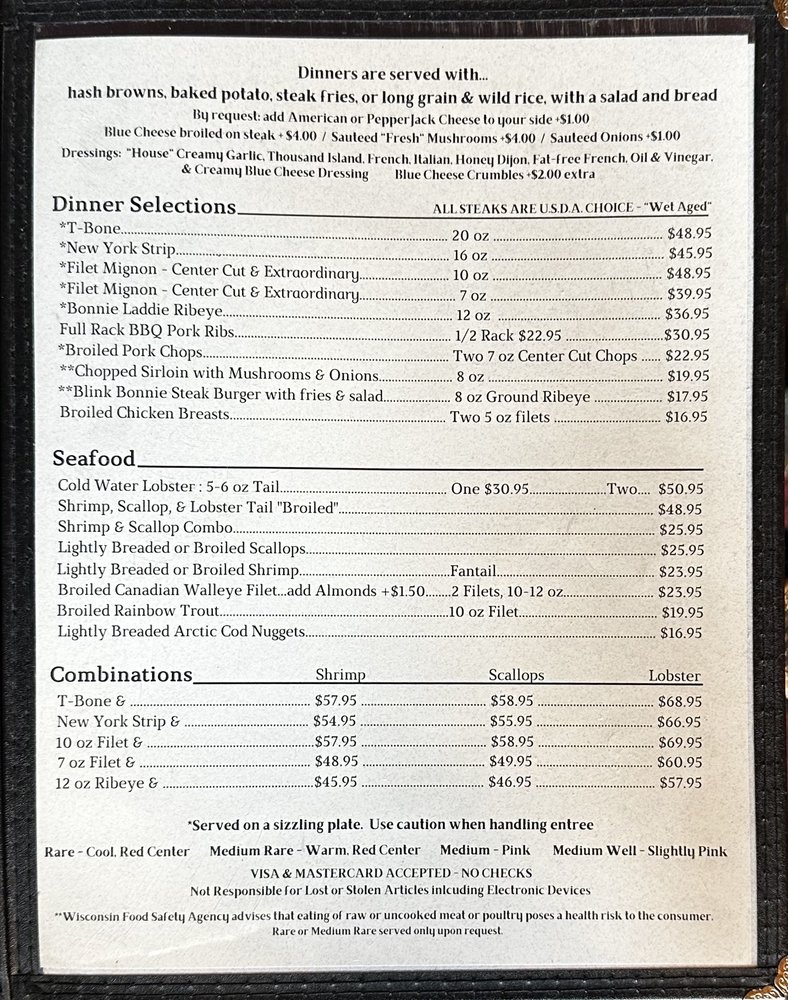 Dinners are served with...
hash browns, baked potato, steak fries, or long grain & wild rice, with a salad and bread
By request: add American or PepperJack Cheese to your side +$1.00
Blue Cheese broiled on steak + $4.00 / Sauteed "Fresh" Mushrooms +$4.00 / Sauteed Onions +$1.00
Dressings: "House" Creamy Garlic, Thousand Island, French, Italian, Honey Dijon, Fat-free French, Oil & Vinegar,
& Creamy Blue Cheese Dressing Blue Cheese Crumbles +$2.00 extra
Dinner Selections ALL STEAKS ARE U.S.D.A. CHOICE - "Wet Aged"
*T-Bone 20 oz $48.95
*New York Strip 16 oz $45.95
*Filet Mignon - Center Cut & Extraordinary 10 oz $48.95
*Filet Mignon - Center Cut & Extraordinary 7 oz $39.95
*Bonnie Laddie Ribeye 12 oz $36.95
Full Rack BBQ Pork Ribs 1/2 Rack $22.95 $30.95
*Broiled Pork Chops Two 7 oz Center Cut Chops $22.95
**Chopped Sirloin with Mushrooms & Onions 8 oz $19.95
**Blink Bonnie Steak Burger with fries & salad 8 oz Ground Ribeye $17.95
Broiled Chicken Breasts Two 5 oz filets $16.95
Seafood
Cold Water Lobster : 5-6 oz Tail One $30.95 Two $50.95
Shrimp, Scallop, & Lobster Tail "Broiled" $48.95
Shrimp & Scallop Combo $25.95
Lightly Breaded or Broiled Scallops $25.95
Lightly Breaded or Broiled Shrimp Fantail $23.95
Broiled Canadian Walleye Filet...add Almonds +$1.50 2 Filets, 10-12 oz $23.95
Broiled Rainbow Trout 10 oz Filet $19.95
Lightly Breaded Arctic Cod Nuggets $16.95
Combinations Shrimp Scallops Lobster
T-Bone & $57.95 $58.95 $68.95
New York Strip & $54.95 $55.95 $66.95
10 oz Filet & $57.95 $58.95 $69.95
7 oz Filet & $48.95 $49.95 $60.95
12 oz Ribeye & $45.95 $46.95 $57.95
*Served on a sizzling plate. Use caution when handling entree
Rare - Cool, Red Center Medium Rare - Warm, Red Center Medium - Pink Medium Well - Slightly Pink
VISA & MASTERCARD ACCEPTED - NO CHECKS
Not Responsible for Lost or Stolen Articles inlcuding Electronic Devices
**Wisconsin Food Safety Agency advises that eating of raw or uncooked meat or poultry poses a health risk to the consumer.
Rare or Medium Rare served only upon request.